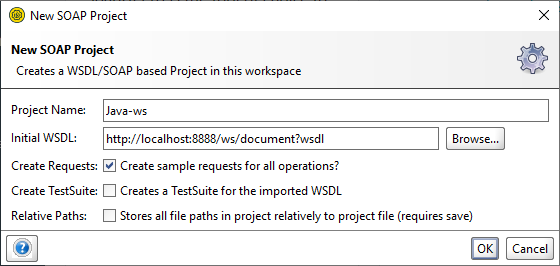 New SOAP Project
New SOAP Project
Creates a WSDL/SOAP based Project in this workspace
Project Name: Java-ws
Initial WSDL: http://localhost:8888/ws/document?wsdl Browse...
Create Requests: Create sample requests for all operations?
Create TestSuite: Creates a TestSuite for the imported WSDL
Relative Paths: Stores all file paths in project relatively to project file (requires save)
? OK Cancel